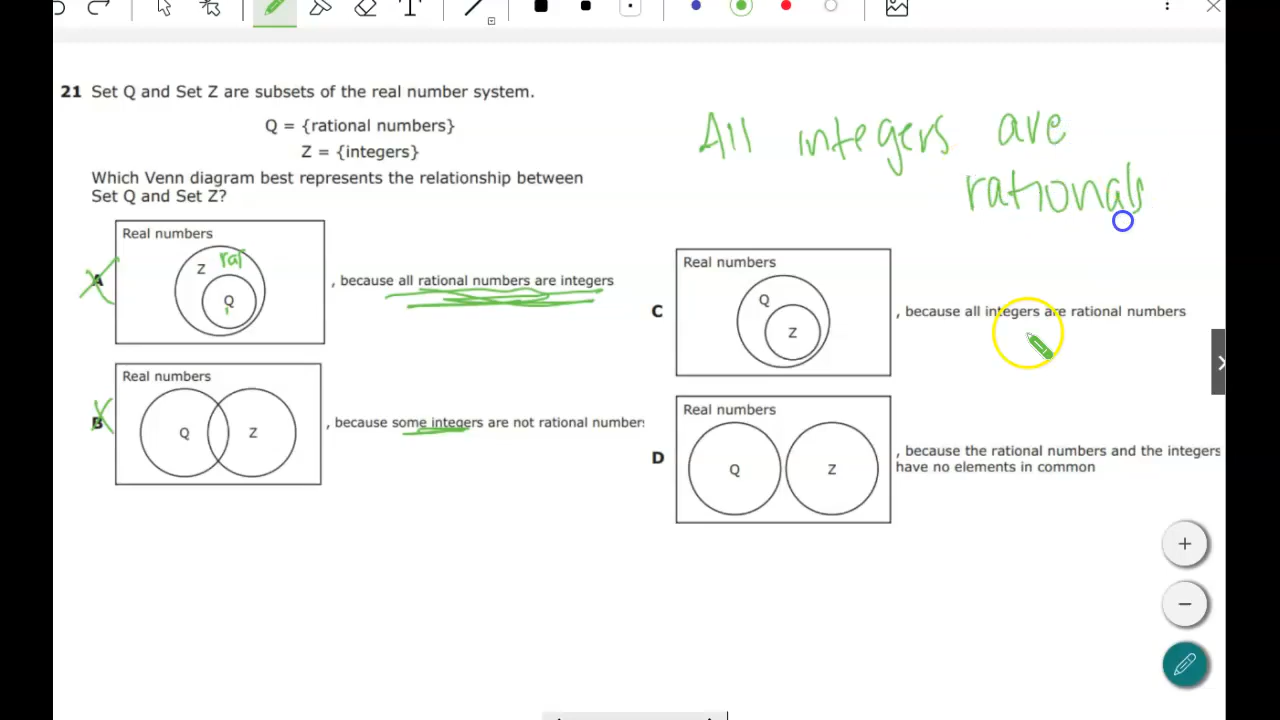 21 Set Q and Set Z are subsets of the real number system.
Q = {rational numbers}
Z = {integers}
Which Venn diagram best represents the relationship between
Set Q and Set Z?
All integers are
rationals
A
Real numbers
Z rat
Q
, because all rational numbers are integers
B
Real numbers
Q Z
, because some integers are not rational number
C
Real numbers
Q
Z
, because all integers are rational numbers
D
Real numbers
Q Z
, because the rational numbers and the integers
have no elements in common